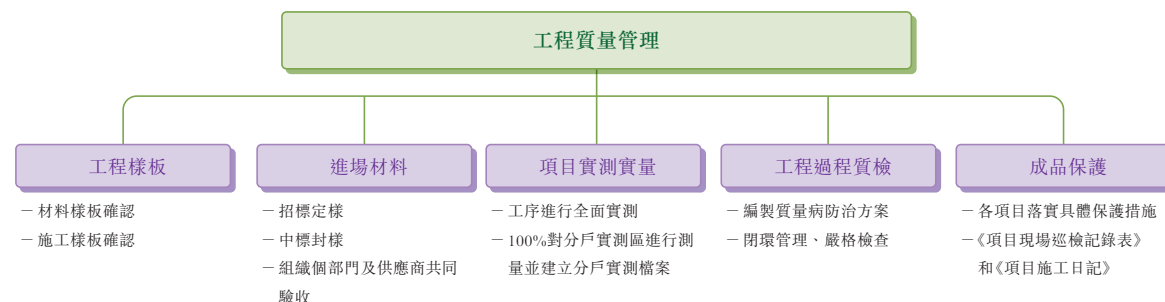 工程質量管理
工程樣板
－材料樣板確認
－施工樣板確認
進場材料
－招標定樣
－中標封樣
－組織個部門及供應商共同
驗收
項目實測實量
－工序進行全面實測
－100%對分戶實測區進行測
量並建立分戶實測檔案
工程過程質檢
－編製質量病防治方案
－閉環管理、嚴格檢查
成品保護
－各項目落實具體保護措施
－《項目現場巡檢記錄表》
和《項目施工日記》